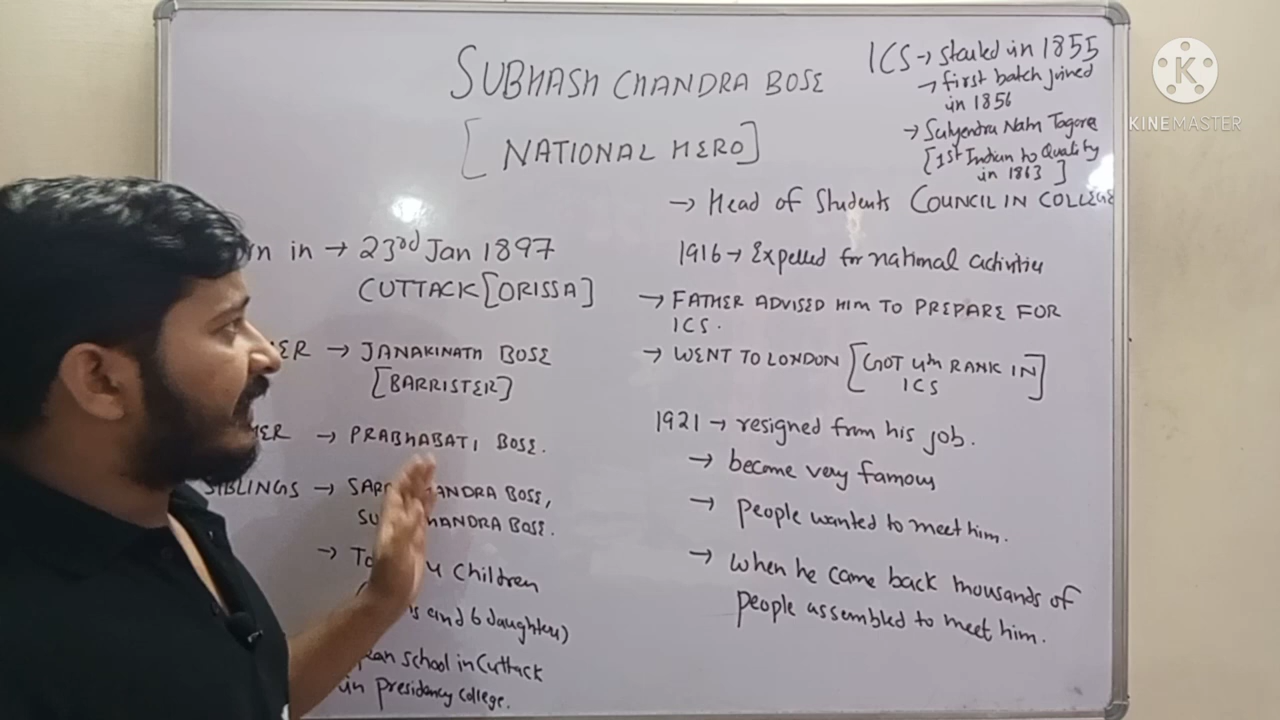 SUBHASH CHANDRA BOSE
[NATIONAL HERO]
ICS → started in 1855
→ first batch joined
in 1856
→ Satyendra Nath Tagore
[1st Indian to Qualify
in 1863]
in → 23rd Jan 1897
CUTTACK [ORISSA]
→ JANAKINATH BOSE
[BARRISTER]
→ PRABHABATI BOSE.
SIBLINGS → CHANDRA BOSE,
CHANDRA BOSE.
→ Children
and 6 daughters)
school in Cuttack
in Presidency college.
→ Head of Students COUNCIL IN COLLEGE
1916 → Expelled for national activities
→ FATHER ADVISED HIM TO PREPARE FOR
ICS.
→ WENT TO LONDON [GOT 4th RANK IN
ICS]
1921 → resigned from his job.
→ become very famous
→ People wanted to meet him.
→ when he came back thousands of
people assembled to meet him.
K
KINEMASTER